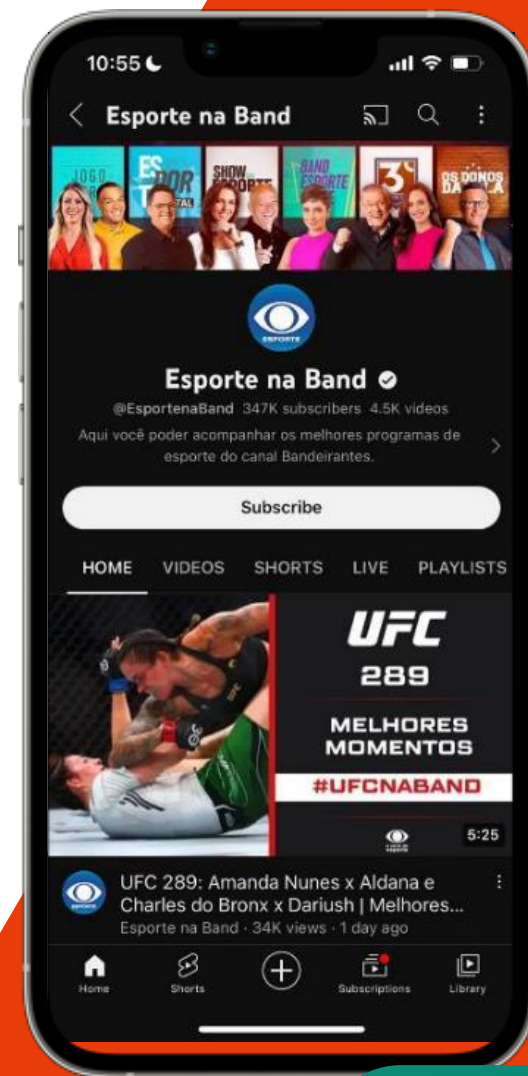 10:55
Esporte na Band
JOGO
ES
POR
TAL
SHOW
ESPORTE
BAND
ESPORTE
3º
OS DONOS
DA BOLA
ESPORTE
Esporte na Band
@EsportenaBand 347K subscribers 4.5K videos
Aqui você poder acompanhar os melhores programas de
esporte do canal Bandeirantes.
Subscribe
HOME VIDEOS SHORTS LIVE PLAYLISTS
UFC
289
MELHORES
MOMENTOS
#UFCNABAND
5:25
UFC 289: Amanda Nunes x Aldana e
Charles do Bronx x Dariush | Melhores...
Esporte na Band · 34K views · 1 day ago
ESPORTE
Home Shorts Subscriptions Library